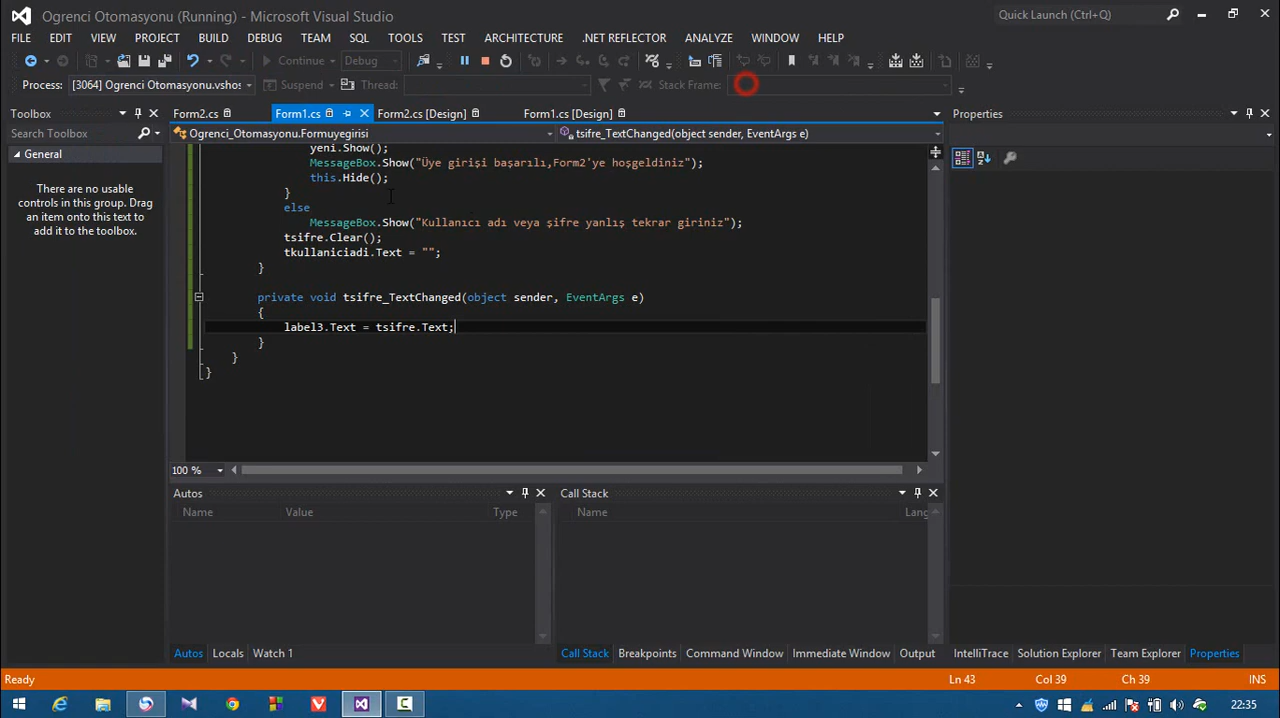 Ogrenci Otomasyonu (Running) - Microsoft Visual Studio
Quick Launch (Ctrl+Q)
FILE EDIT VIEW PROJECT BUILD DEBUG TEAM SQL TOOLS TEST ARCHITECTURE .NET REFLECTOR ANALYZE WINDOW HELP
Continue Debug
Process: [3064] Ogrenci Otomasyonu.vshos Suspend Thread: Stack Frame:
Toolbox
Form2.cs Form1.cs Form2.cs [Design] Form1.cs [Design]
Properties
Search Toolbox
Ogrenci_Otomasyonu.Formuyegirisi
tsifre_TextChanged(object sender, EventArgs e)
General
There are no usable
controls in this group. Drag
an item onto this text to
add it to the toolbox.
yeni.Show();
MessageBox.Show("Üye girişi başarılı,Form2'ye hoşgeldiniz");
this.Hide();
}
else
MessageBox.Show("Kullanıcı adı veya şifre yanlış tekrar giriniz");
tsifre.Clear();
tkullaniciadi.Text = "";
}
private void tsifre_TextChanged(object sender, EventArgs e)
{
label3.Text = tsifre.Text;
}
}
}
100 %
Autos
Name Value Type
Call Stack
Name Lang
Autos Locals Watch 1
Call Stack Breakpoints Command Window Immediate Window Output
IntelliTrace Solution Explorer Team Explorer Properties
Ready
Ln 43 Col 39 Ch 39 INS
22:35